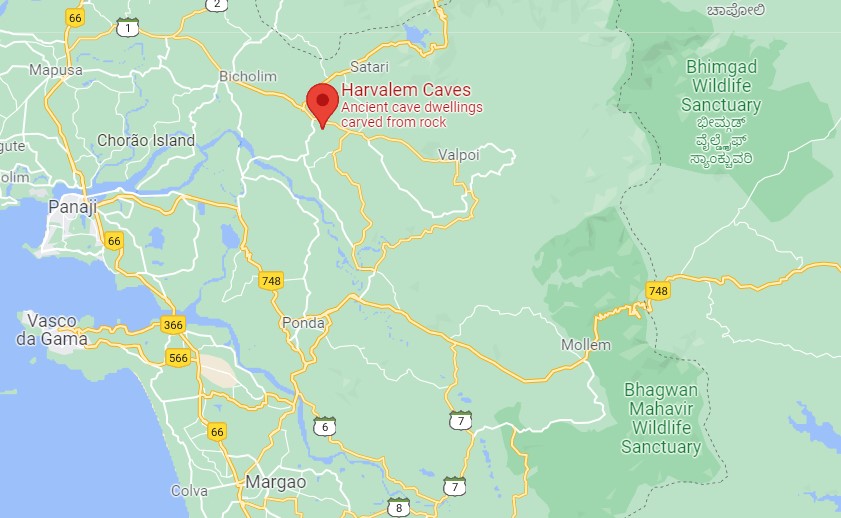 ಚಾಪೋಲಿ
2
66
1
Mapusa
Satari
Bicholim
Bhimgad
Wildlife
Sanctuary
ಭೀಮ್ಗಡ್
ವೈಲ್ಡ್ಲೈಫ್
ಸ್ಯಾಂಕ್ಚುವರಿ
Harvalem Caves
Ancient cave dwellings
carved from rock
Chorão Island
gute
Valpoi
olim
Panaji
66
748
748
Vasco
da Gama
366
Ponda
566
Mollem
Bhagwan
Mahavir
Wildlife
Sanctuary
7
6
66
Colva
Margao
7
8